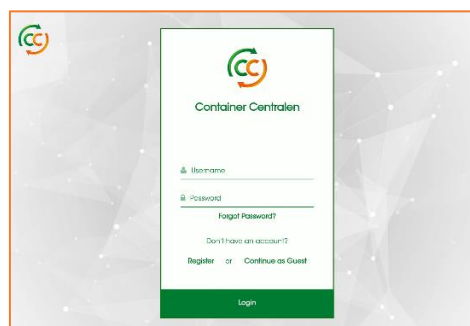 CC
CC
Container Centralen
Username
Password
Forgot Password?
Don't have an account?
Register or Continue as Guest
Login